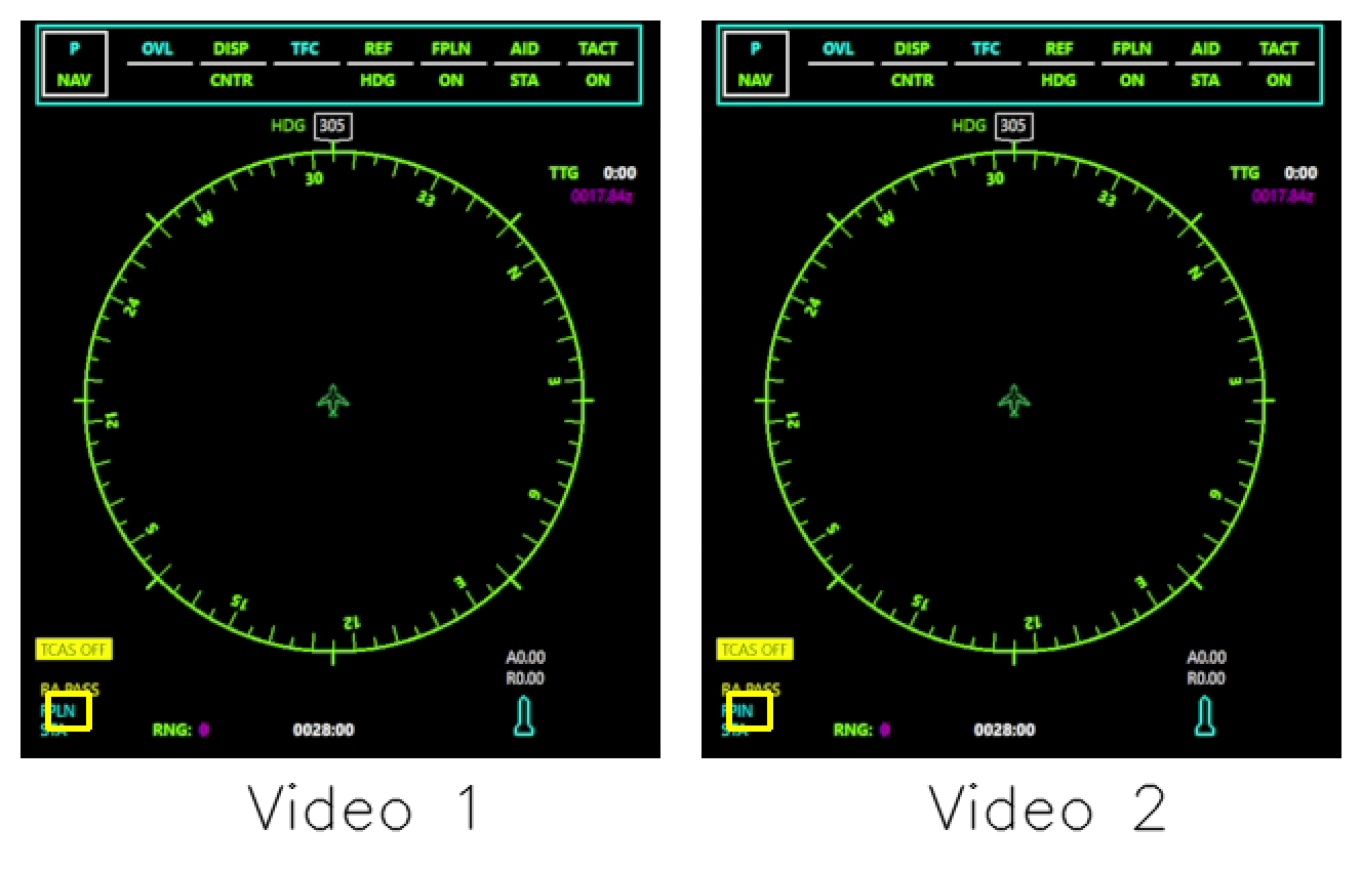 P OVL DISP TFC REF FPLN AID TACT
NAV CNTR HDG ON STA ON
HDG 305
TTG 0:00
0017.84z
30
33
N
E
6
3
12
15
S
21
24
W
TCAS OFF
A0.00
R0.00
RA PASS
FPLN
STA
RNG: 0 0028:00
Video 1
P OVL DISP TFC REF FPLN AID TACT
NAV CNTR HDG ON STA ON
HDG 305
TTG 0:00
0017.84z
30
33
N
3
6
E
12
15
S
21
24
W
TCAS OFF
A0.00
R0.00
RA PASS
FPIN
STA
RNG: 0 0028:00
Video 2